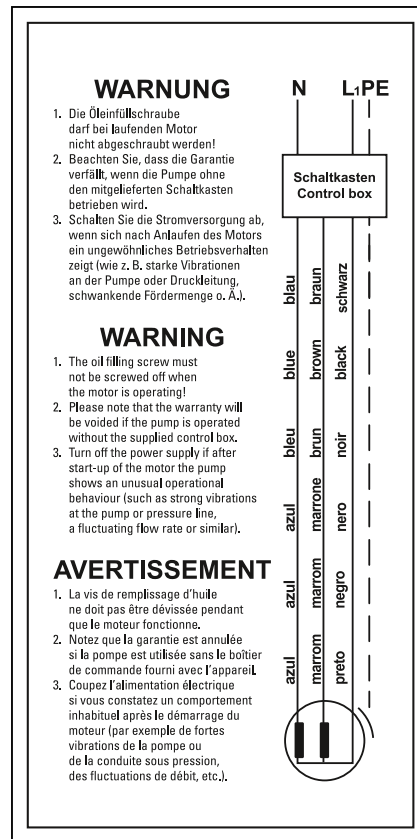 WARNUNG
1. Die Öleinfüllschraube
darf bei laufenden Motor
nicht abgeschraubt werden!
2. Beachten Sie, dass die Garantie
verfällt, wenn die Pumpe ohne
den mitgelieferten Schaltkasten
betrieben wird.
3. Schalten Sie die Stromversorgung ab,
wenn sich nach Anlaufen des Motors
ein ungewöhnliches Betriebsverhalten
zeigt (wie z. B. starke Vibrationen
an der Pumpe oder Druckleitung,
schwankende Fördermenge o. Ä.).
WARNING
1. The oil filling screw must
not be screwed off when
the motor is operating!
2. Please note that the warranty will
be voided if the pump is operated
without the supplied control box.
3. Turn off the power supply if after
start-up of the motor the pump
shows an unusual operational
behaviour (such as strong vibrations
at the pump or pressure line,
a fluctuating flow rate or similar).
AVERTISSEMENT
1. La vis de remplissage d'huile
ne doit pas être dévissée pendant
que le moteur fonctionne.
2. Notez que la garantie est annulée
si la pompe est utilisée sans le boîtier
de commande fourni avec l'appareil.
3. Coupez l'alimentation électrique
si vous constatez un comportement
inhabituel après le démarrage du
moteur (par exemple de fortes
vibrations de la pompe ou
de la conduite sous pression,
des fluctuations de débit, etc.).
N L1 PE
Schaltkasten
Control box
blau braun schwarz
blue brown black
bleu brun noir
azul marrone nero
azul marrom negro
azul marrom preto